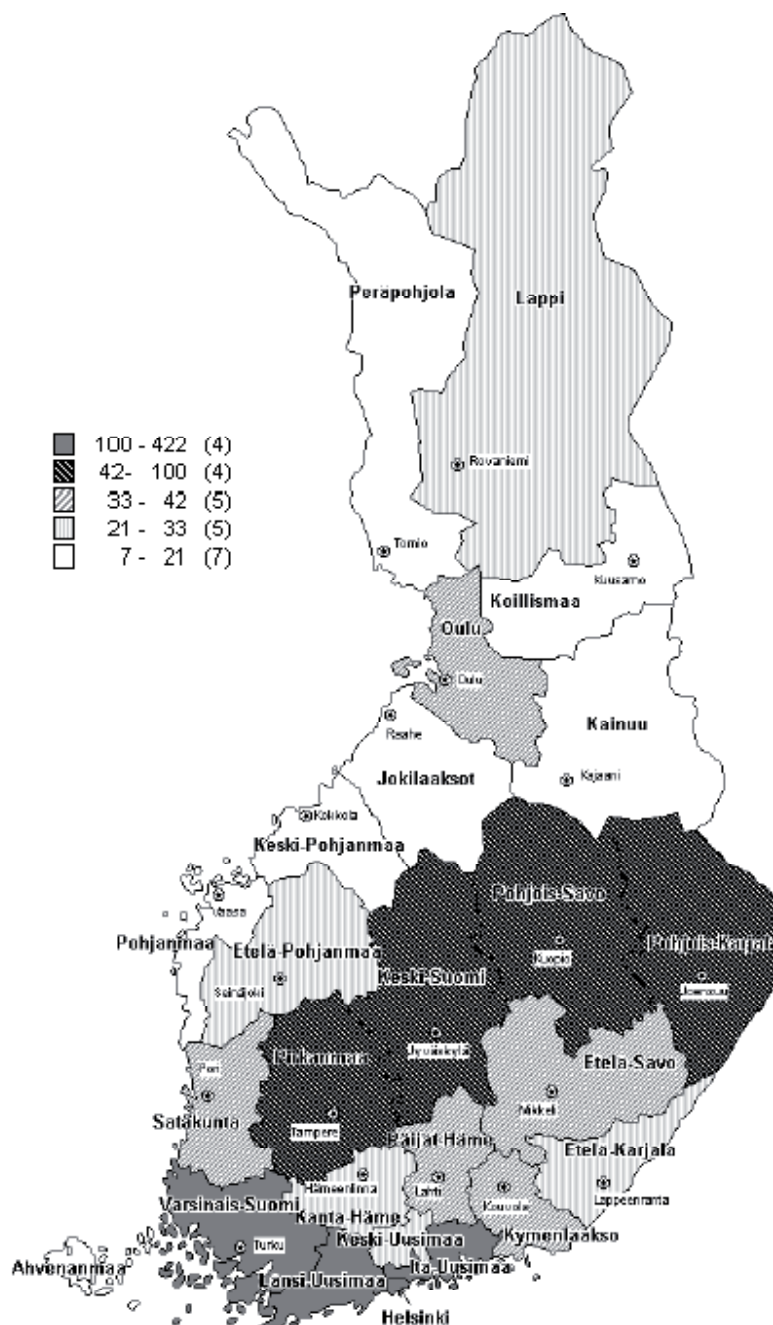 Peräpohjola
Lappi
100 - 422 (4)
42- 100 (4)
33 - 42 (5)
21 - 33 (5)
7 - 21 (7)
Rovaniemi
Tornio
Kuusamo
Koillismaa
Oulu
Oulu
Raahe
Kainuu
Jokilaaksot
Kajaani
Kokkola
Keski-Pohjanmaa
Pohjois-Savo
Vaasa
Pohjanmaa
Etelä-Pohjanmaa
Pohjois-Karjala
Kuopio
Keski-Suomi
Seinäjoki
Joensuu
Pirkanmaa
Jyväskylä
Pori
Etelä-Savo
Mikkeli
Satakunta
Tampere
Päijät-Häme
Etelä-Karjala
Hämeenlinna
Lahti
Kouvola
Lappeenranta
Varsinais-Suomi
Kanta-Häme
Keski-Uusimaa
Kymenlaakso
Turku
Ahvenanmaa
Ita-Uusimaa
Länsi-Uusimaa
Helsinki